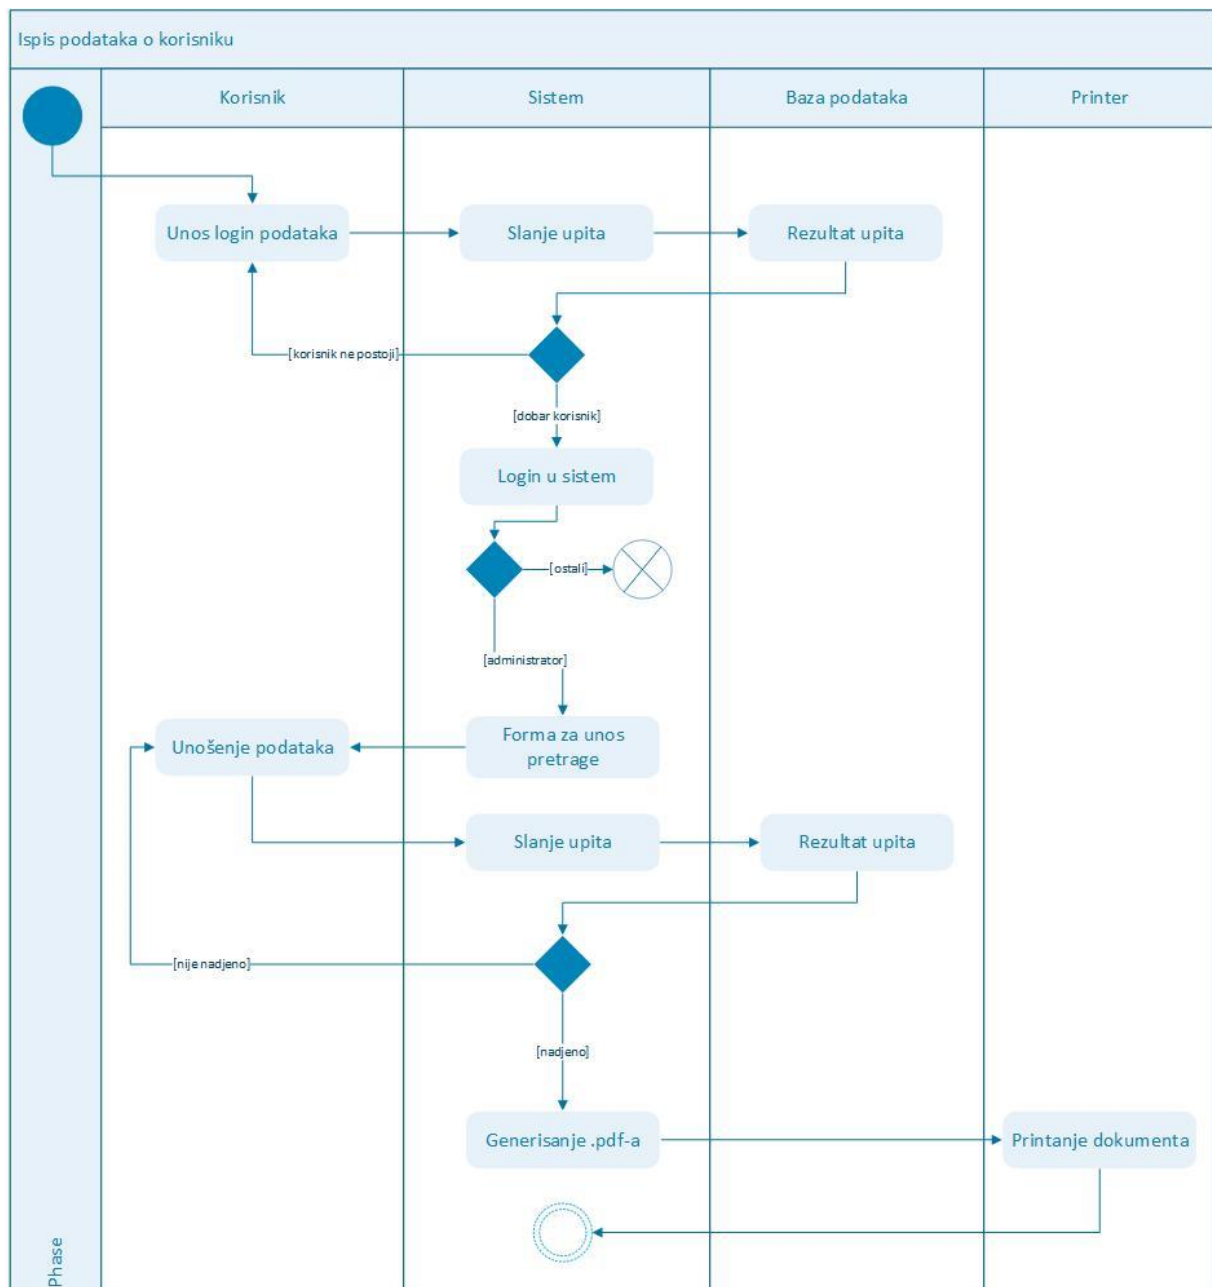 Ispis podataka o korisniku
Korisnik
Sistem
Baza podataka
Printer
Unos login podataka
Slanje upita
Rezultat upita
[korisnik ne postoji]
[dobar korisnik]
Login u sistem
[ostali]
[administrator]
Unošenje podataka
Forma za unos
pretrage
Slanje upita
Rezultat upita
[nije nadjeno]
[nadjeno]
Generisanje .pdf-a
Printanje dokumenta
Phase